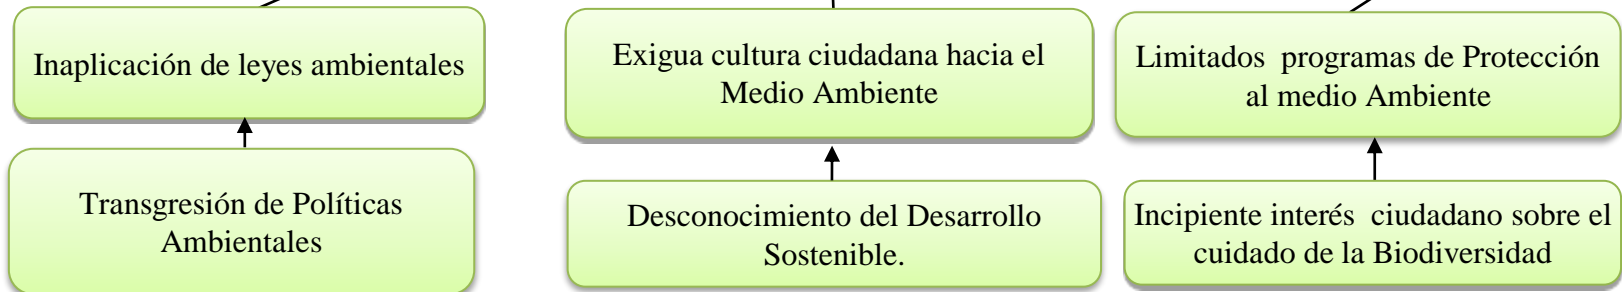 Inaplicación de leyes ambientales
Exigua cultura ciudadana hacia el
Medio Ambiente
Limitados programas de Protección
al medio Ambiente
Transgresión de Políticas
Ambientales
Desconocimiento del Desarrollo
Sostenible.
Incipiente interés ciudadano sobre el
cuidado de la Biodiversidad